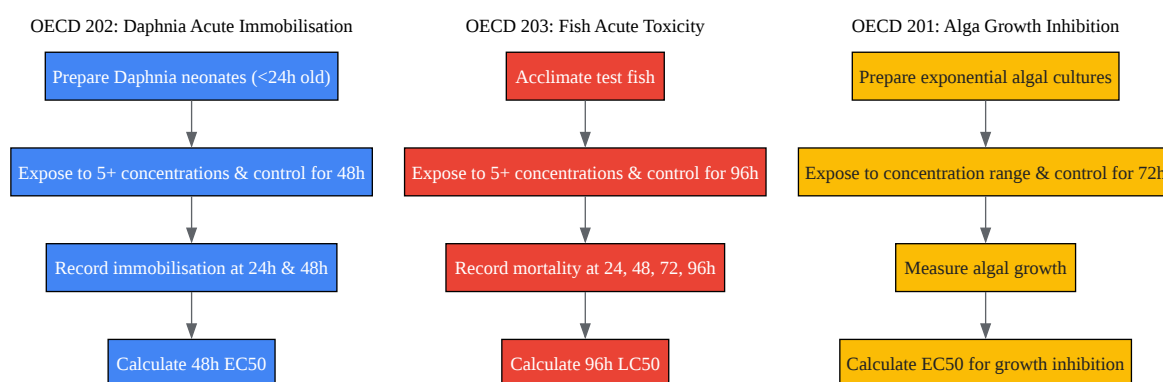 OECD 202: Daphnia Acute Immobilisation
Prepare Daphnia neonates (<24h old)
Expose to 5+ concentrations & control for 48h
Record immobilisation at 24h & 48h
Calculate 48h EC50
OECD 203: Fish Acute Toxicity
Acclimate test fish
Expose to 5+ concentrations & control for 96h
Record mortality at 24, 48, 72, 96h
Calculate 96h LC50
OECD 201: Alga Growth Inhibition
Prepare exponential algal cultures
Expose to concentration range & control for 72h
Measure algal growth
Calculate EC50 for growth inhibition